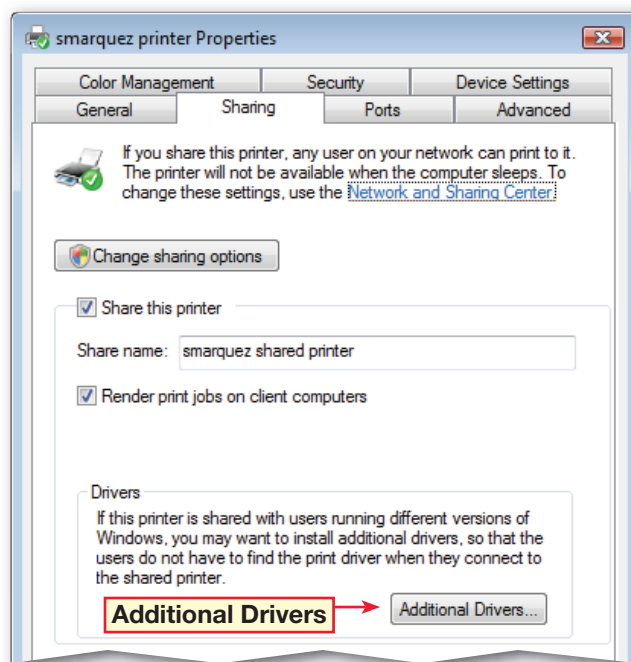 smarquez printer Properties
Color Management Security Device Settings
General Sharing Ports Advanced
If you share this printer, any user on your network can print to it.
The printer will not be available when the computer sleeps. To
change these settings, use the Network and Sharing Center.
Change sharing options
Share this printer
Share name: smarquez shared printer
Render print jobs on client computers
Drivers
If this printer is shared with users running different versions of
Windows, you may want to install additional drivers, so that the
users do not have to find the print driver when they connect to
the shared printer.
Additional Drivers Additional Drivers...